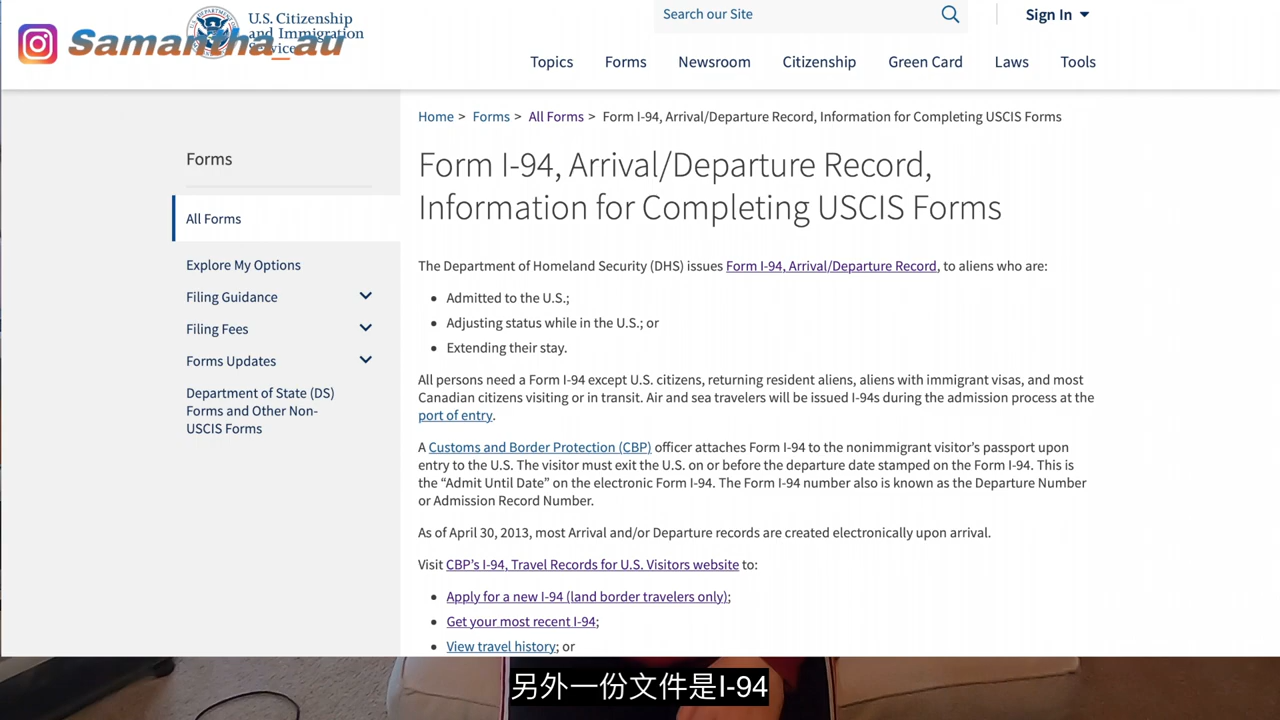 Samantha_au
U.S. Citizenship
and Immigration
Services
Search our Site
Sign In
Topics
Forms
Newsroom
Citizenship
Green Card
Laws
Tools
Home > Forms > All Forms > Form I-94, Arrival/Departure Record, Information for Completing USCIS Forms
Forms
All Forms
Explore My Options
Filing Guidance
Filing Fees
Forms Updates
Department of State (DS)
Forms and Other Non-
USCIS Forms
Form I-94, Arrival/Departure Record,
Information for Completing USCIS Forms
The Department of Homeland Security (DHS) issues Form I-94, Arrival/Departure Record, to aliens who are:
• Admitted to the U.S.;
• Adjusting status while in the U.S.; or
• Extending their stay.
All persons need a Form I-94 except U.S. citizens, returning resident aliens, aliens with immigrant visas, and most
Canadian citizens visiting or in transit. Air and sea travelers will be issued I-94s during the admission process at the
port of entry.
A Customs and Border Protection (CBP) officer attaches Form I-94 to the nonimmigrant visitor's passport upon
entry to the U.S. The visitor must exit the U.S. on or before the departure date stamped on the Form I-94. This is
the “Admit Until Date” on the electronic Form I-94. The Form I-94 number also is known as the Departure Number
or Admission Record Number.
As of April 30, 2013, most Arrival and/or Departure records are created electronically upon arrival.
Visit CBP's I-94, Travel Records for U.S. Visitors website to:
• Apply for a new I-94 (land border travelers only);
• Get your most recent I-94;
• View travel history; or
另外一份文件是I-94